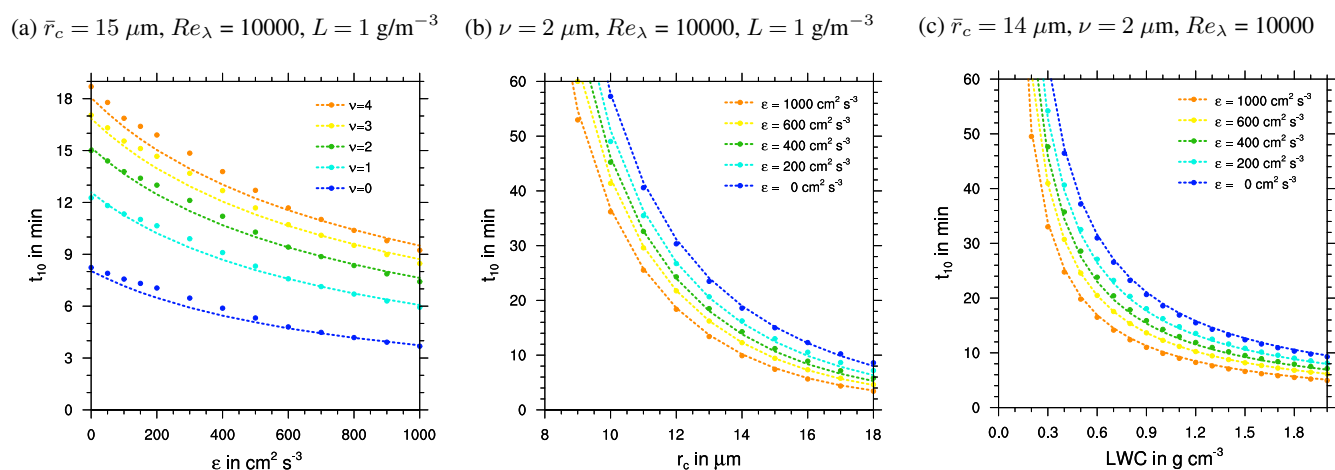 (a) r̄_c = 15 μm, Re_λ = 10000, L = 1 g/m⁻³
18
15
12
9
6
3
0
t₁₀ in min
ν=4
ν=3
ν=2
ν=1
ν=0
0 200 400 600 800 1000
ε in cm² s⁻³
(b) ν = 2 μm, Re_λ = 10000, L = 1 g/m⁻³
60
50
40
30
20
10
0
t₁₀ in min
ε = 1000 cm² s⁻³
ε = 600 cm² s⁻³
ε = 400 cm² s⁻³
ε = 200 cm² s⁻³
ε = 0 cm² s⁻³
8 10 12 14 16 18
r_c in μm
(c) r̄_c = 14 μm, ν = 2 μm, Re_λ = 10000
60
50
40
30
20
10
0
t₁₀ in min
ε = 1000 cm² s⁻³
ε = 600 cm² s⁻³
ε = 400 cm² s⁻³
ε = 200 cm² s⁻³
ε = 0 cm² s⁻³
0.0 0.3 0.6 0.9 1.2 1.5 1.8
LWC in g cm⁻³